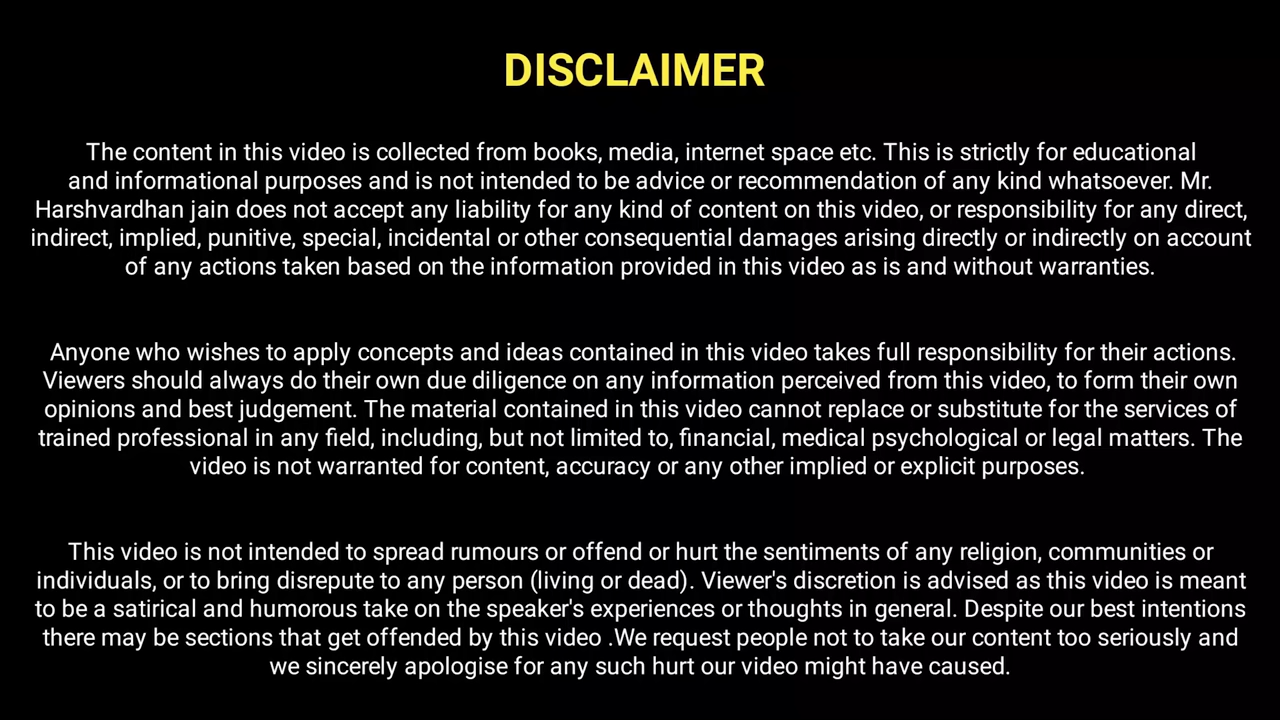 DISCLAIMER
The content in this video is collected from books, media, internet space etc. This is strictly for educational
and informational purposes and is not intended to be advice or recommendation of any kind whatsoever. Mr.
Harshvardhan jain does not accept any liability for any kind of content on this video, or responsibility for any direct,
indirect, implied, punitive, special, incidental or other consequential damages arising directly or indirectly on account
of any actions taken based on the information provided in this video as is and without warranties.
Anyone who wishes to apply concepts and ideas contained in this video takes full responsibility for their actions.
Viewers should always do their own due diligence on any information perceived from this video, to form their own
opinions and best judgement. The material contained in this video cannot replace or substitute for the services of
trained professional in any field, including, but not limited to, financial, medical psychological or legal matters. The
video is not warranted for content, accuracy or any other implied or explicit purposes.
This video is not intended to spread rumours or offend or hurt the sentiments of any religion, communities or
individuals, or to bring disrepute to any person (living or dead). Viewer's discretion is advised as this video is meant
to be a satirical and humorous take on the speaker's experiences or thoughts in general. Despite our best intentions
there may be sections that get offended by this video .We request people not to take our content too seriously and
we sincerely apologise for any such hurt our video might have caused.